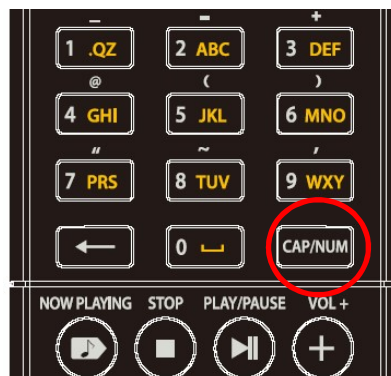 _ - +
1 .QZ 2 ABC 3 DEF
@ ( )
4 GHI 5 JKL 6 MNO
" ~ ,
7 PRS 8 TUV 9 WXY
← 0 ⎵ CAP/NUM
NOW PLAYING STOP PLAY/PAUSE VOL +
+